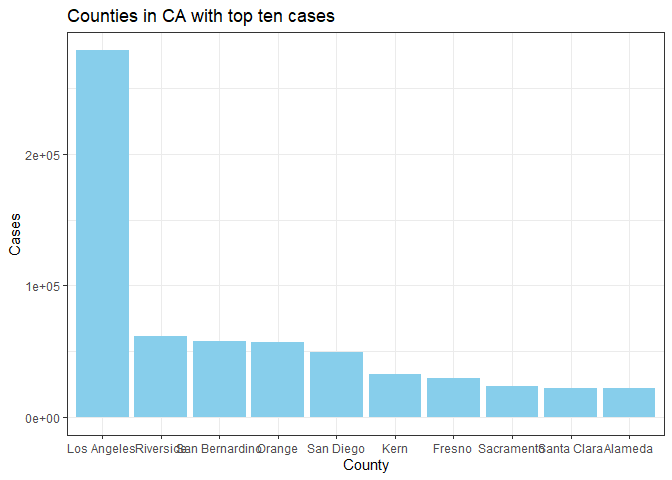 Counties in CA with top ten cases
Cases
2e+05
1e+05
0e+00
Los Angeles Riverside San Bernardino Orange San Diego Kern Fresno Sacramento Santa Clara Alameda
County